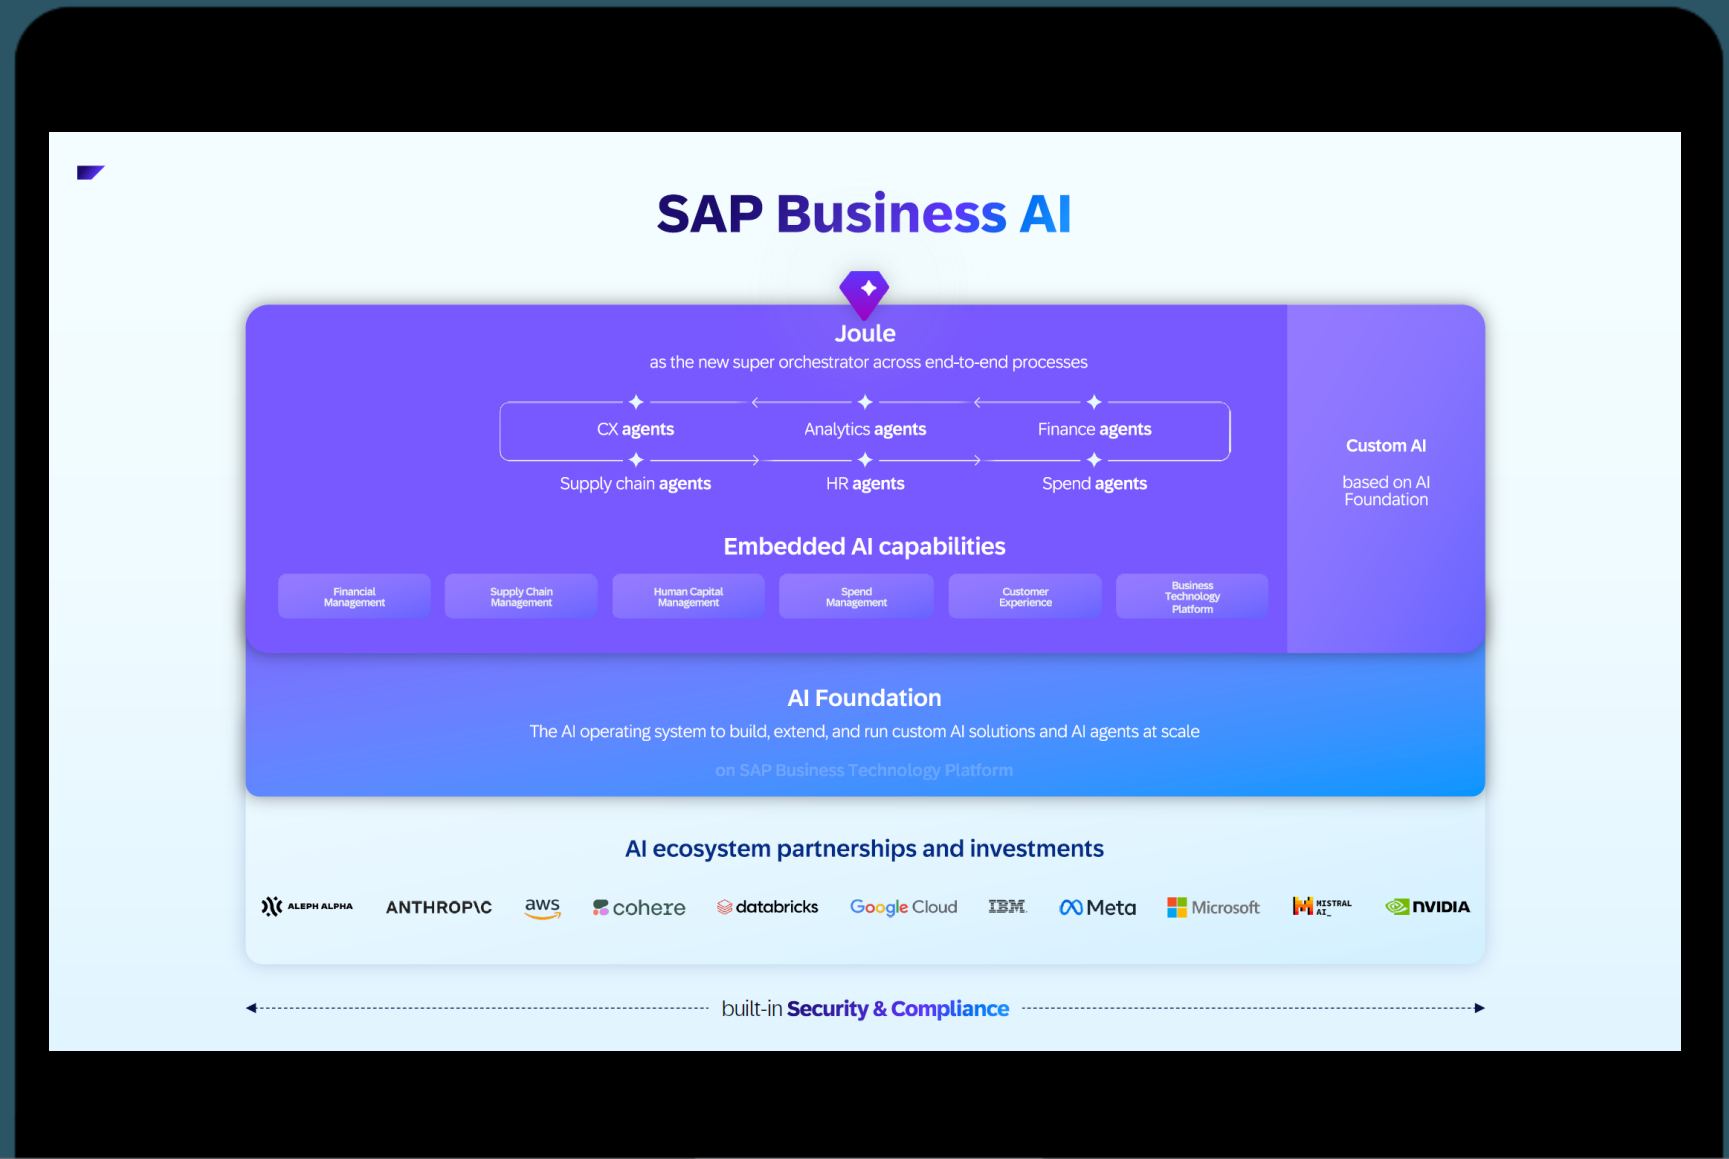 SAP Business AI
Joule
as the new super orchestrator across end-to-end processes
CX agents
Analytics agents
Finance agents
Supply chain agents
HR agents
Spend agents
Custom AI
based on AI
Foundation
Embedded AI capabilities
Financial
Management
Supply Chain
Management
Human Capital
Management
Spend
Management
Customer
Experience
Business
Technology
Platform
AI Foundation
The AI operating system to build, extend, and run custom AI solutions and AI agents at scale
on SAP Business Technology Platform
AI ecosystem partnerships and investments
ALEPH ALPHA
ANTHROP\C
aws
cohere
databricks
Google Cloud
IBM
Meta
Microsoft
MISTRAL
AI_
NVIDIA
built-in Security & Compliance